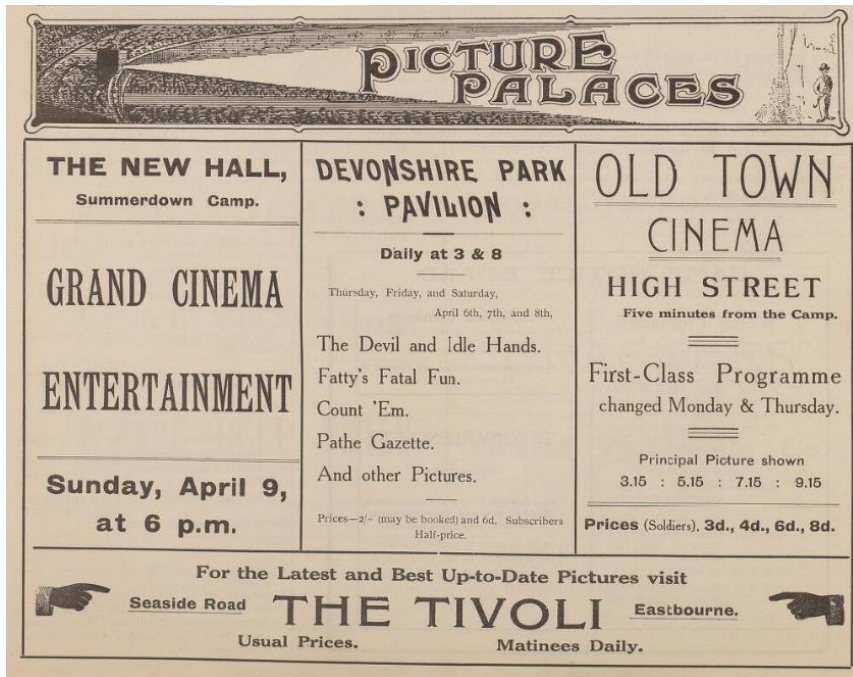 PICTURE
PALACES
THE NEW HALL,
Summerdown Camp.
GRAND CINEMA
ENTERTAINMENT
Sunday, April 9,
at 6 p.m.
DEVONSHIRE PARK
: PAVILION :
Daily at 3 & 8
Thursday, Friday, and Saturday,
April 6th, 7th, and 8th,
The Devil and Idle Hands.
Fatty's Fatal Fun.
Count 'Em.
Pathe Gazette.
And other Pictures.
Prices—2/- (may be booked) and 6d. Subscribers
Half-price.
OLD TOWN
CINEMA
HIGH STREET
Five minutes from the Camp.
First-Class Programme
changed Monday & Thursday.
Principal Picture shown
3.15 : 5.15 : 7.15 : 9.15
Prices (Soldiers), 3d., 4d., 6d., 8d.
For the Latest and Best Up-to-Date Pictures visit
Seaside Road THE TIVOLI Eastbourne.
Usual Prices. Matinees Daily.